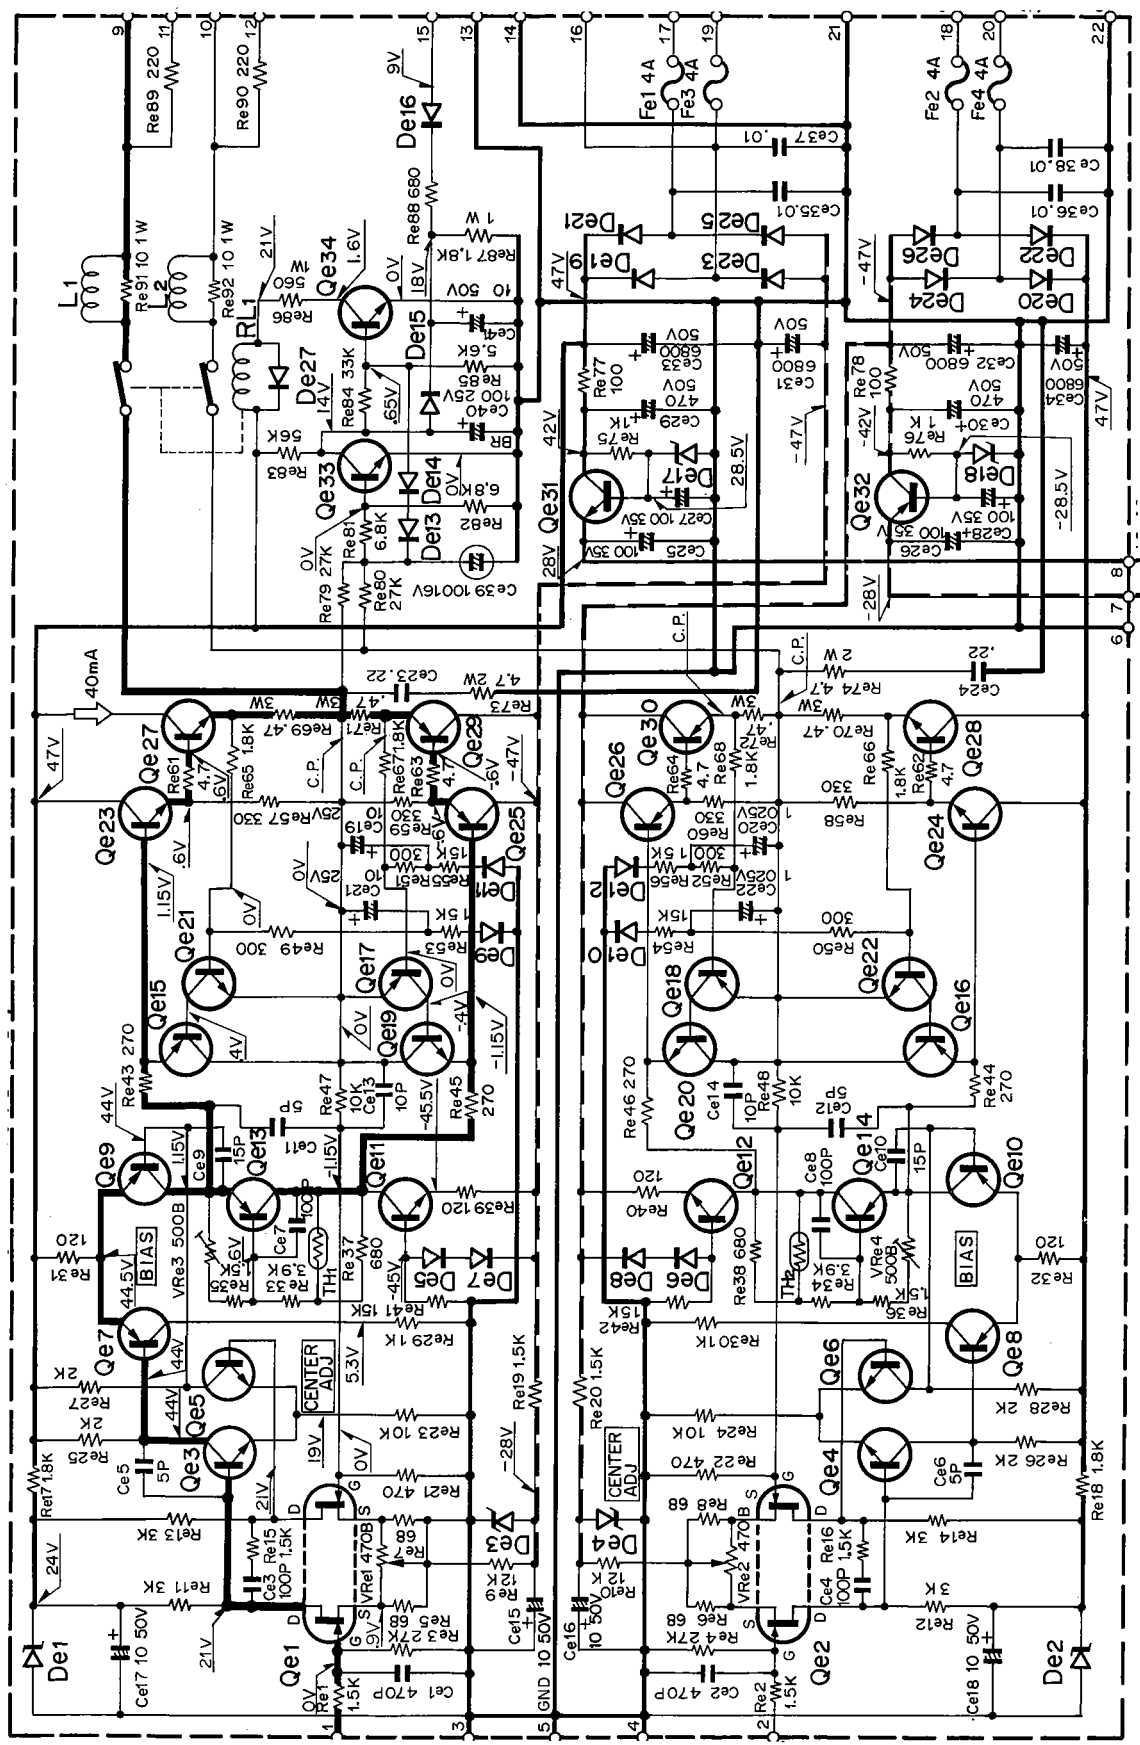 9
11
10
12
15
13
14
16
17
19
21
18
20
22
Re89 220
Re90 220
9V
De16
Fe1 4A
Fe3 4A
Fe2 4A
Fe4 4A
L1
Re91 10 1W
L2
Re92 10 1W
RL1
De27
21V
1W
560
Re86
Qe34
1.6V
0V
Re88 680
1W
Re87 1.8K
18V
De15
10 50V
Ce41
5.6K
Re85
100 25V
Ce40
BR
14V
Re84 33K
.65V
56K
Re83
Qe33
De14
De13
0V
6.8K
Re82
0V
Re81
6.8K
Re79 27K
Re80
27K
Ce39 100 16V
Ce37
.01
Ce35.01
De21
De19
De25
De23
47V
Re77
100
50V
6800
Ce33
50V
470
Ce29
50V
6800
Ce31
42V
1K
Re75
De17
-47V
28.5V
Qe31
Ce27 100 35V
100 35V
Ce25
28V
Ce38.01
Ce36.01
De26
De24
De22
De20
-47V
Re78
100
50V
6800
Ce32
50V
470
Ce30
50V
6800
Ce34
47V
-42V
1K
Re76
De18
Qe32
100 35V
Ce28
100 35V
Ce26
-28.5V
-28V
8
7
6
40mA
47V
Qe27
Re61
4.7
.6V
Re65 1.8K
3W
Re69 .47
3W
.47
Re71
C.P.
C.P.
Re67 1.8K
Re63
4.7
Ce23 .22
4.7 2W
Re73
Qe29
-.6V
-47V
Qe23
.6V
Re57 330
25V
10
Ce19
330
Re59
.6V
Qe25
1.15V
0V
0V
25V
10
Ce21
300
Re51
15K
Re55
De11
Qe21
300
Re49
Qe17
1.5K
Re53
De9
Qe15
.4V
0V
Qe19
0V
-.4V
-1.15V
Re43 270
Re47
10K
Ce13
10P
-45.5V
Re45
270
44V
1.15V
Ce9
15P
5P
Ce11
-1.15V
Qe9
Qe13
Qe11
100P
Ce7
TH1
Re39 120
Re37
680
120
Re31
BIAS
VRe3 500B
.6V
1.5K
Re35
3.9K
Re33
-45V
De5
De7
15K
Re41
44.5V
Qe7
44V
Re29 1K
5.3V
2K
Re27
44V
Qe5
CENTER
ADJ
2K
Re25
Ce5
5P
Qe3
1.9V
Re23 10K
0V
Re21 470
Re17 1.8K
21V
Re13 3K
Ce3
100P
Re15
1.5K
24V
Re11 3K
21V
D
D
G
S
S
G
Re7
68
VRe1 470B
Re5
68
.9V
Re3 27K
De3
Re9
12K
Ce15
10 50V
-28V
Re19 1.5K
De1
Ce17 10 50V
Qe1
0V
Re1
1.5K
Ce1 470P
1
3
5
GND
4
2
Qe26
Qe30
Re64
4.7
C.P.
C.P.
Re68
1.8K
3W
.47
Re72
3W
Re70 .47
2W
Re74 4.7
.22
Ce24
Re66
1.8K
Re62
4.7
Qe28
330
Re60
1 0 25V
Ce20
330
Re58
Qe24
De12
15K
Re56
300
Re52
1 0 25V
Ce22
De10
15K
Re54
300
Re50
Qe18
Qe22
Qe16
Qe20
Re46 270
Ce14
10P
Re48
10K
Ce12
5P
Re44
270
Qe12
Ce8
100P
Qe14
Ce10
15P
Qe10
120
Re40
De8
De6
Re38 680
TH2
3.9K
Re34
VRe4
500B
BIAS
120
Re32
1.5K
Re36
15K
Re42
Re30 1K
Qe6
Qe8
Re20 1.5K
CENTER
ADJ
Re24 10K
Re28 2K
Re22 470
Qe4
Ce6
5P
Re26 2K
Re18 1.8K
De4
12K
Re10
Re8 68
VRe2 470B
Re6
68
S
G
D
S
D
G
Re14 3K
Ce4
100P
Re16
1.5K
3K
Re12
Ce16
10 50V
Re4 27K
Qe2
Ce2 470P
Re2
1.5K
Ce18 10 50V
De2